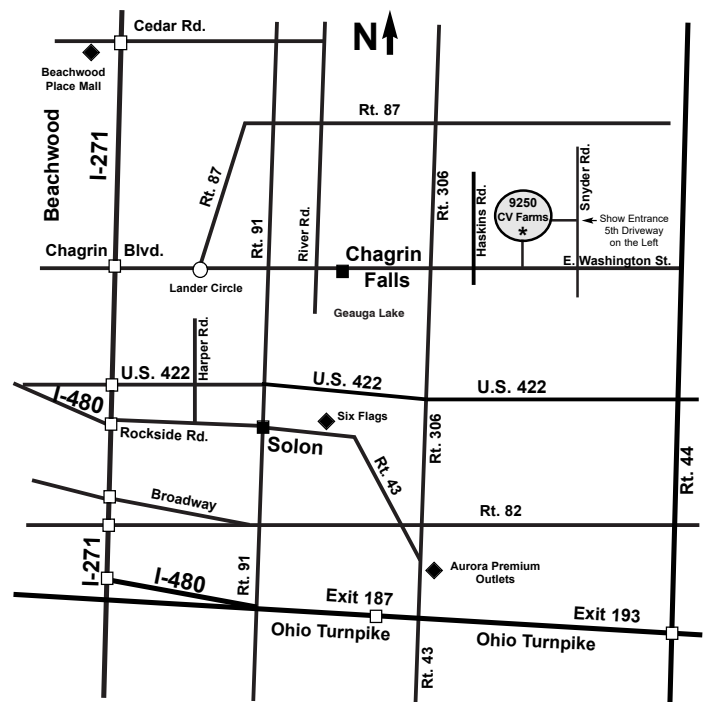 Cedar Rd.
N
Beachwood
Place Mall
Beachwood
I-271
Rt. 87
Rt. 87
Rt. 91
River Rd.
Rt. 306
Haskins Rd.
9250
CV Farms
*
Snyder Rd.
Show Entrance
5th Driveway
on the Left
Chagrin Blvd.
Chagrin
Falls
E. Washington St.
Lander Circle
Geauga Lake
Harper Rd.
U.S. 422
U.S. 422
U.S. 422
I-480
Rockside Rd.
Six Flags
Solon
Rt. 306
Rt. 43
Rt. 44
Broadway
Rt. 82
I-271
I-480
Rt. 91
Aurora Premium
Outlets
Exit 187
Exit 193
Ohio Turnpike
Ohio Turnpike
Rt. 43